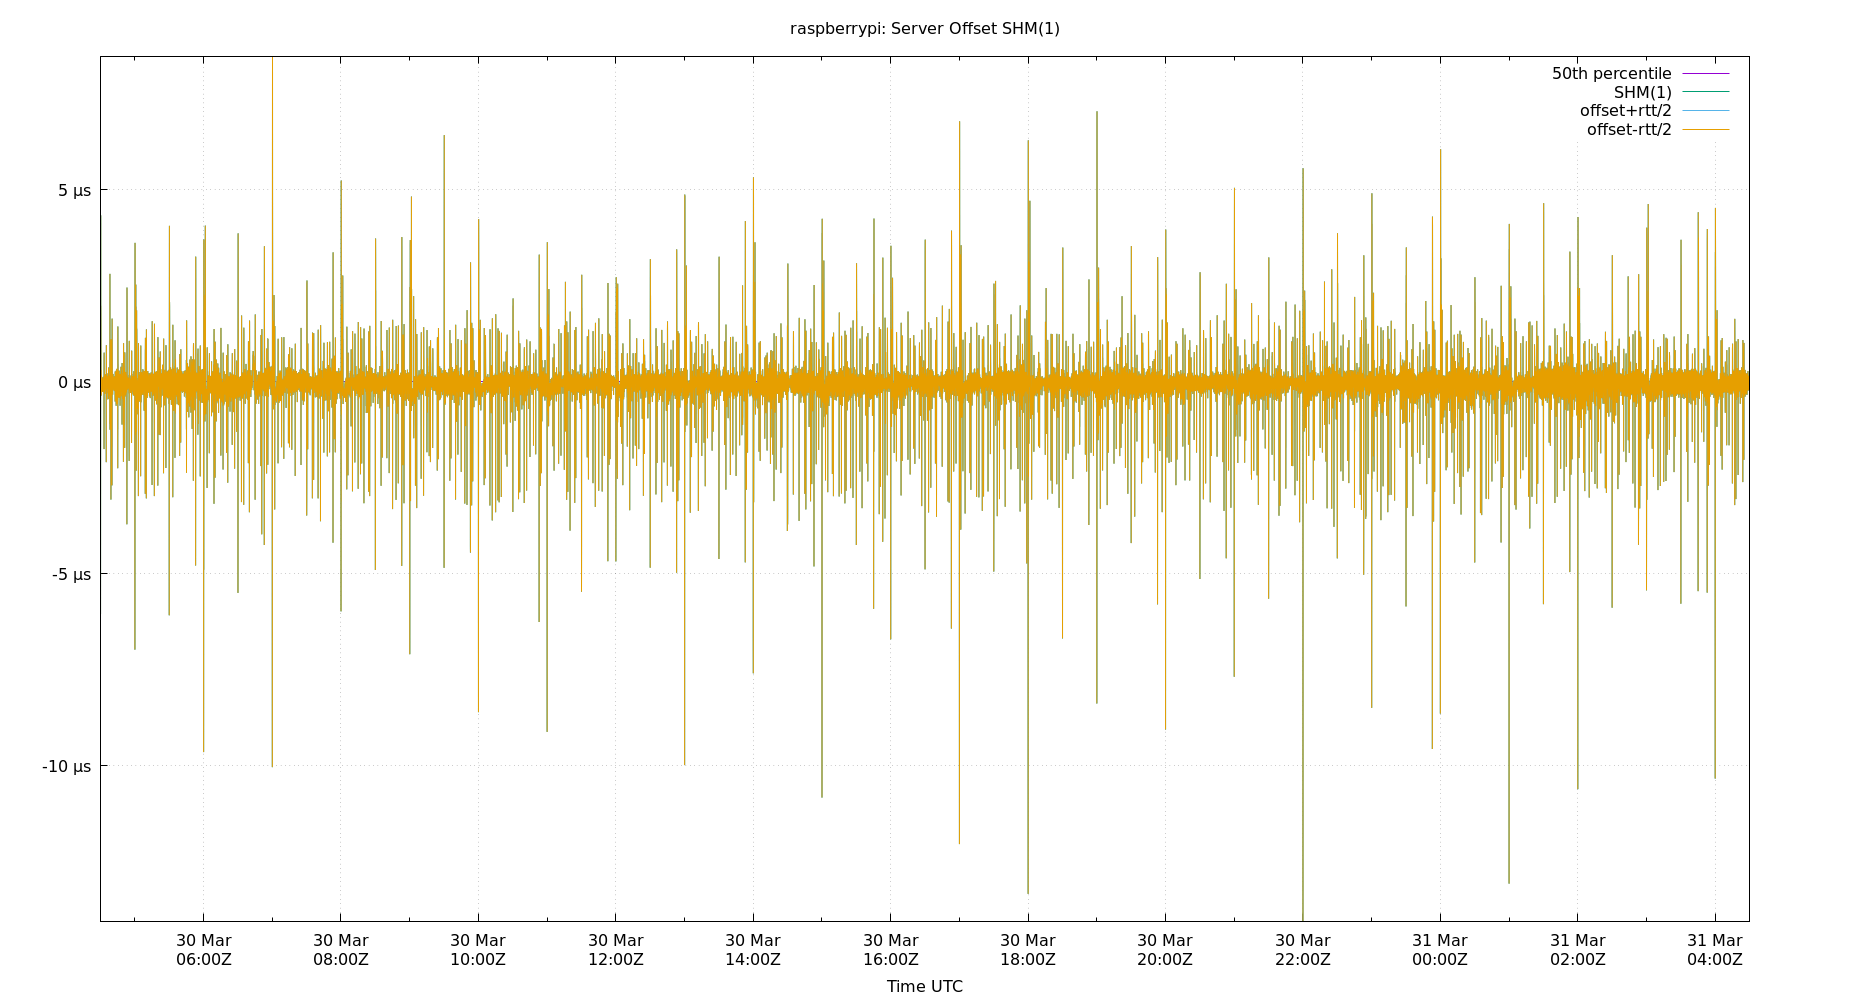 raspberrypi: Server Offset SHM(1)
50th percentile
SHM(1)
offset+rtt/2
offset-rtt/2
5 µs
0 µs
-5 µs
-10 µs
30 Mar 30 Mar 30 Mar 30 Mar 30 Mar 30 Mar 30 Mar 30 Mar 30 Mar 31 Mar 31 Mar 31 Mar
06:00Z 08:00Z 10:00Z 12:00Z 14:00Z 16:00Z 18:00Z 20:00Z 22:00Z 00:00Z 02:00Z 04:00Z
Time UTC